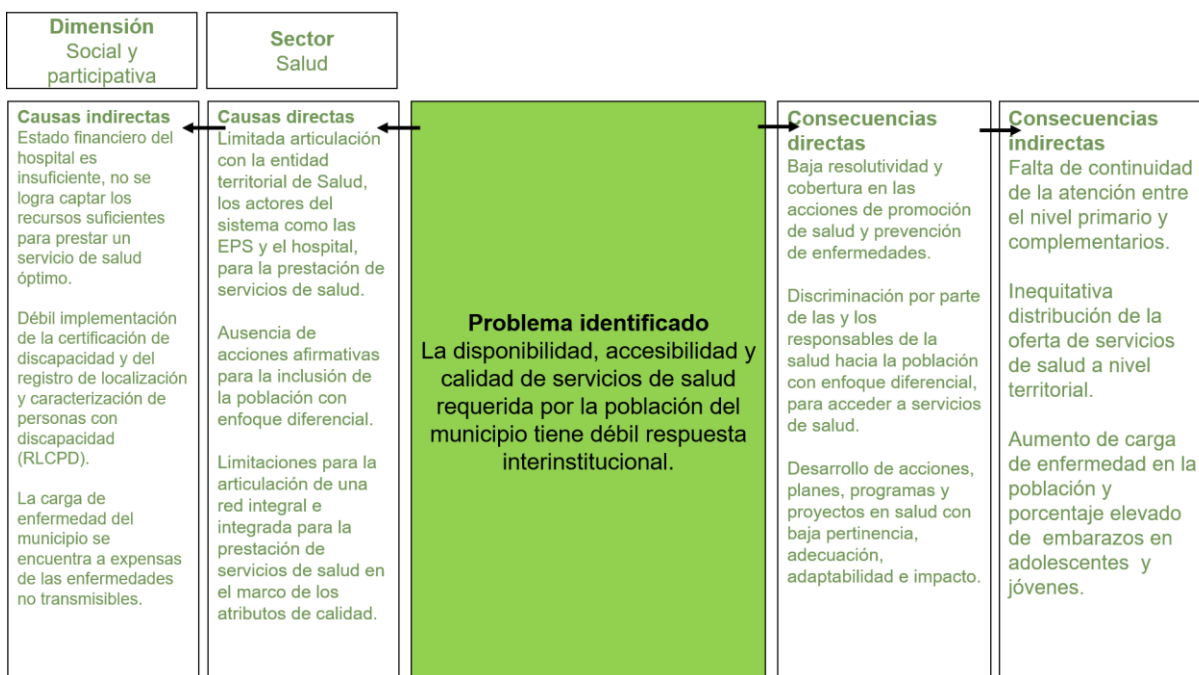 Dimensión
Social y
participativa
Sector
Salud
Causas indirectas
Estado financiero del
hospital es
insuficiente, no se
logra captar los
recursos suficientes
para prestar un
servicio de salud
óptimo.
Débil implementación
de la certificación de
discapacidad y del
registro de localización
y caracterización de
personas con
discapacidad
(RLCPD).
La carga de
enfermedad del
municipio se
encuentra a expensas
de las enfermedades
no transmisibles.
Causas directas
Limitada articulación
con la entidad
territorial de Salud,
los actores del
sistema como las
EPS y el hospital,
para la prestación de
servicios de salud.
Ausencia de
acciones afirmativas
para la inclusión de
la población con
enfoque diferencial.
Limitaciones para la
articulación de una
red integral e
integrada para la
prestación de
servicios de salud en
el marco de los
atributos de calidad.
Problema identificado
La disponibilidad, accesibilidad y
calidad de servicios de salud
requerida por la población del
municipio tiene débil respuesta
interinstitucional.
Consecuencias
directas
Baja resolutividad y
cobertura en las
acciones de promoción
de salud y prevención
de enfermedades.
Discriminación por parte
de las y los
responsables de la
salud hacia la población
con enfoque diferencial,
para acceder a servicios
de salud.
Desarrollo de acciones,
planes, programas y
proyectos en salud con
baja pertinencia,
adecuación,
adaptabilidad e impacto.
Consecuencias
indirectas
Falta de continuidad
de la atención entre
el nivel primario y
complementarios.
Inequitativa
distribución de la
oferta de servicios
de salud a nivel
territorial.
Aumento de carga
de enfermedad en la
población y
porcentaje elevado
de embarazos en
adolescentes y
jóvenes.